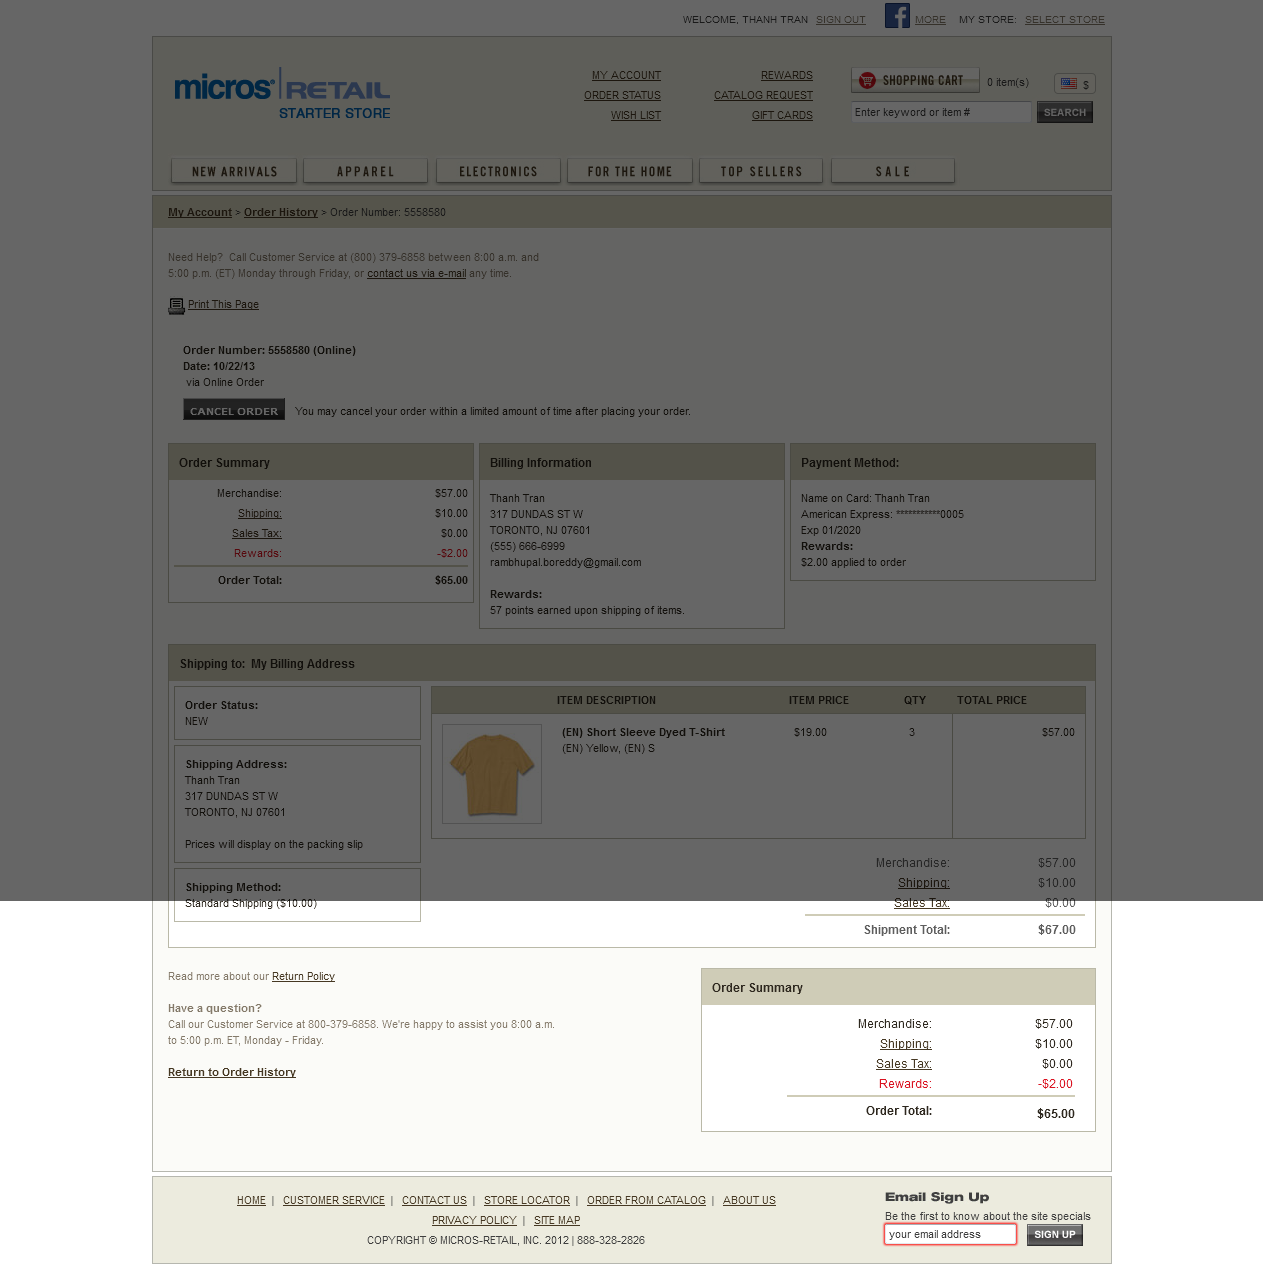 WELCOME, THANH TRAN SIGN OUT f MORE MY STORE: SELECT STORE
micros RETAIL
STARTER STORE
MY ACCOUNT REWARDS
ORDER STATUS CATALOG REQUEST
WISH LIST GIFT CARDS
SHOPPING CART 0 item(s) $
Enter keyword or item # SEARCH
NEW ARRIVALS APPAREL ELECTRONICS FOR THE HOME TOP SELLERS SALE
My Account > Order History > Order Number: 5558580
Need Help? Call Customer Service at (800) 379-6858 between 8:00 a.m. and
5:00 p.m. (ET) Monday through Friday, or contact us via e-mail any time.
Print This Page
Order Number: 5558580 (Online)
Date: 10/22/13
via Online Order
CANCEL ORDER You may cancel your order within a limited amount of time after placing your order.
Order Summary
Merchandise: $57.00
Shipping: $10.00
Sales Tax: $0.00
Rewards: -$2.00
Order Total: $65.00
Billing Information
Thanh Tran
317 DUNDAS ST W
TORONTO, NJ 07601
(555) 666-6999
rambhupal.boreddy@gmail.com
Rewards:
57 points earned upon shipping of items.
Payment Method:
Name on Card: Thanh Tran
American Express: ***********0005
Exp 01/2020
Rewards:
$2.00 applied to order
Shipping to: My Billing Address
Order Status:
NEW
Shipping Address:
Thanh Tran
317 DUNDAS ST W
TORONTO, NJ 07601
Prices will display on the packing slip
Shipping Method:
Standard Shipping ($10.00)
ITEM DESCRIPTION ITEM PRICE QTY TOTAL PRICE
(EN) Short Sleeve Dyed T-Shirt $19.00 3 $57.00
(EN) Yellow, (EN) S
Merchandise: $57.00
Shipping: $10.00
Sales Tax: $0.00
Shipment Total: $67.00
Read more about our Return Policy
Have a question?
Call our Customer Service at 800-379-6858. We're happy to assist you 8:00 a.m.
to 5:00 p.m. ET, Monday - Friday.
Return to Order History
Order Summary
Merchandise: $57.00
Shipping: $10.00
Sales Tax: $0.00
Rewards: -$2.00
Order Total: $65.00
HOME | CUSTOMER SERVICE | CONTACT US | STORE LOCATOR | ORDER FROM CATALOG | ABOUT US
PRIVACY POLICY | SITE MAP
COPYRIGHT © MICROS-RETAIL, INC. 2012 | 888-328-2826
Email Sign Up
Be the first to know about the site specials
your email address SIGN UP